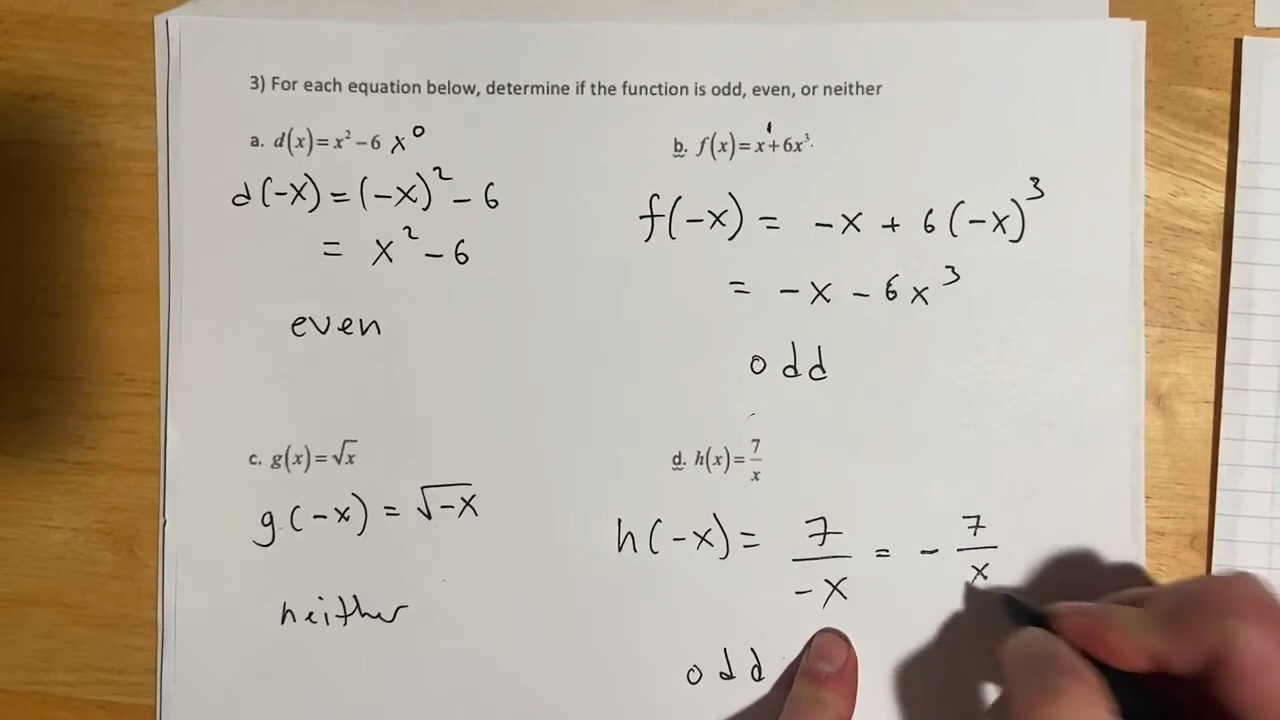 3) For each equation below, determine if the function is odd, even, or neither
a. d(x)=x²−6 x⁰
d(-x) = (-x)² - 6
= x² - 6
even
b. f(x)=x¹+6x³.
f(-x) = -x + 6(-x)³
= -x - 6x³
odd
c. g(x)=√x
g(-x) = √-x
neither
d. h(x)=7/x
h(-x) = 7/-x = - 7/x
odd